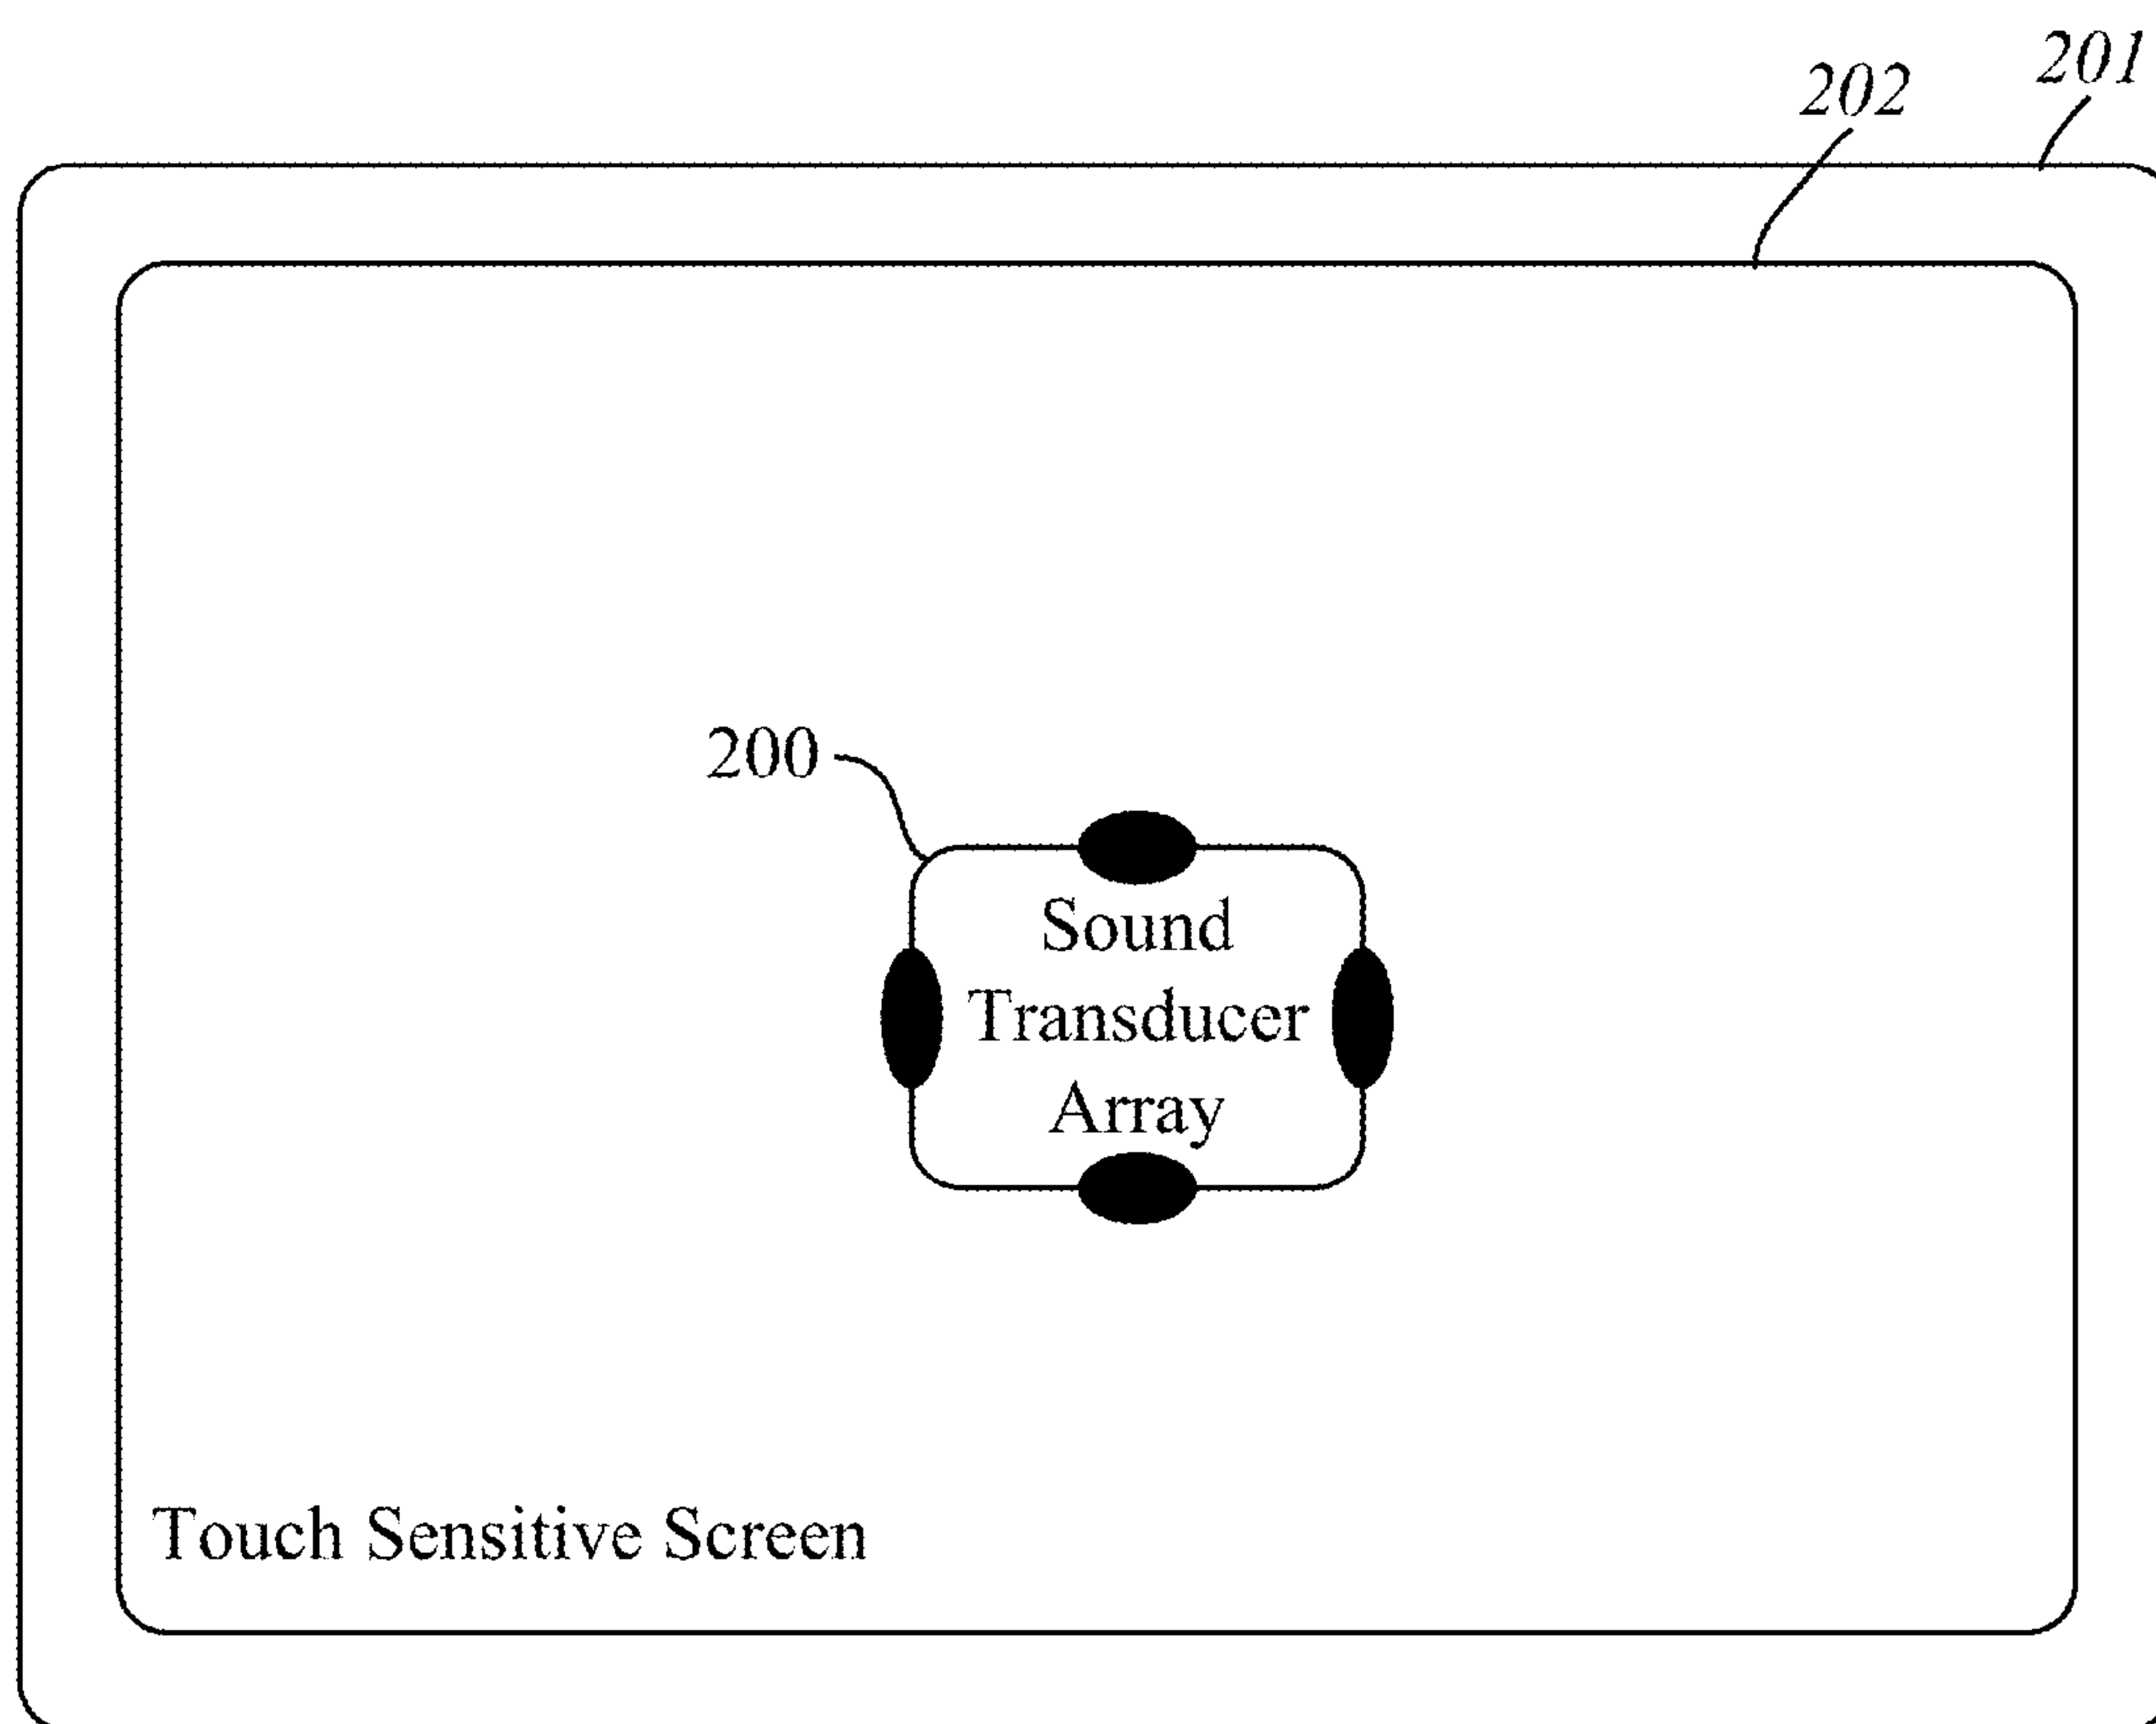 201
202
200
Sound
Transducer
Array
Touch Sensitive Screen